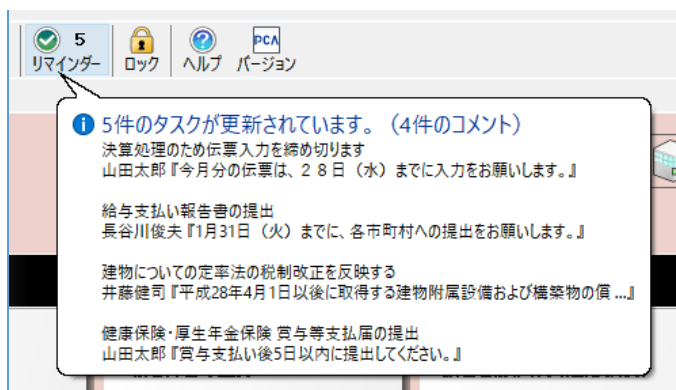 5
リマインダー
ロック
ヘルプ
PCA
バージョン
5件のタスクが更新されています。（4件のコメント）
決算処理のため伝票入力を締め切ります
山田太郎『今月分の伝票は、２８日（水）までに入力をお願いします。』
給与支払い報告書の提出
長谷川俊夫『1月31日（火）までに、各市町村への提出をお願いします。』
建物についての定率法の税制改正を反映する
井藤健司『平成28年4月1日以後に取得する建物附属設備および構築物の償 ...』
健康保険・厚生年金保険 賞与等支払届の提出
山田太郎『賞与支払い後5日以内に提出してください。』